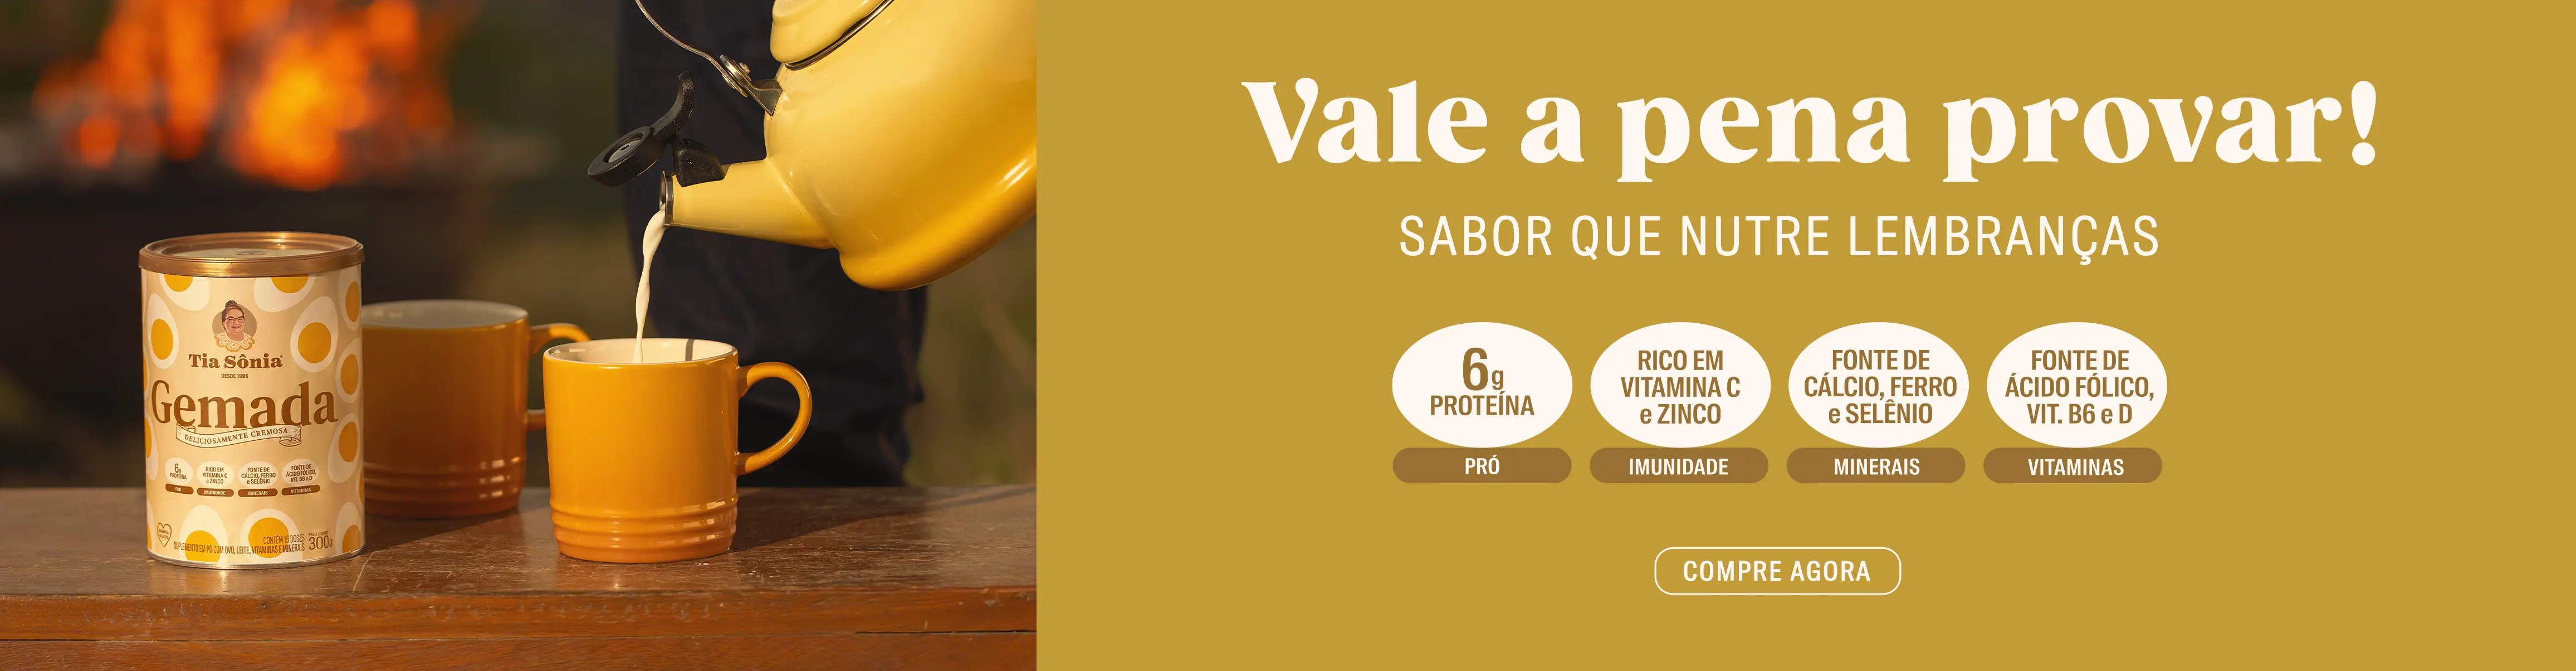 Tia Sônia
DESDE 1996
Gemada
DELICIOSAMENTE CREMOSA
6g
PROTEÍNA
PRÓ
RICO EM
VITAMINA C
e ZINCO
IMUNIDADE
FONTE DE
CÁLCIO, FERRO
e SELÊNIO
MINERAIS
FONTE DE
ÁCIDO FÓLICO,
VIT. B6 e D
VITAMINAS
CONTÉM 15 DOSES
SUPLEMENTO EM PÓ COM OVO, LEITE, VITAMINAS E MINERAIS
300g
Vale a pena provar!
SABOR QUE NUTRE LEMBRANÇAS
6g
PROTEÍNA
PRÓ
RICO EM
VITAMINA C
e ZINCO
IMUNIDADE
FONTE DE
CÁLCIO, FERRO
e SELÊNIO
MINERAIS
FONTE DE
ÁCIDO FÓLICO,
VIT. B6 e D
VITAMINAS
COMPRE AGORA